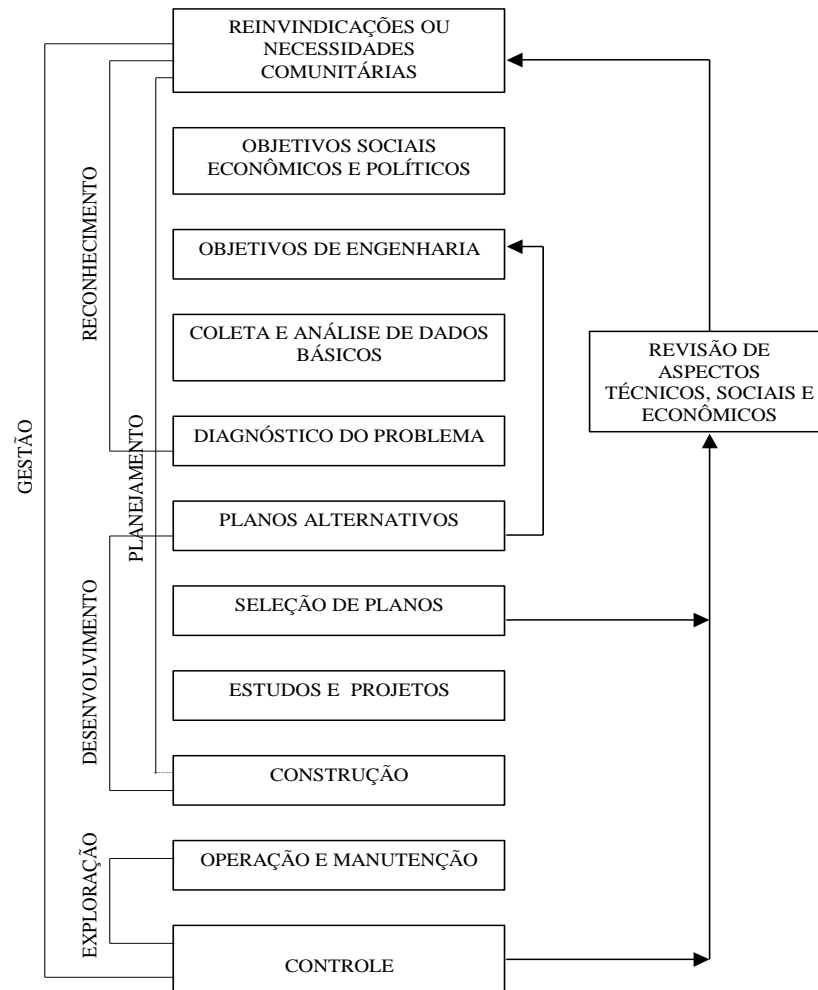 REINVINDICAÇÕES OU
NECESSIDADES
COMUNITÁRIAS
OBJETIVOS SOCIAIS
ECONÔMICOS E POLÍTICOS
OBJETIVOS DE ENGENHARIA
COLETA E ANÁLISE DE DADOS
BÁSICOS
DIAGNÓSTICO DO PROBLEMA
PLANOS ALTERNATIVOS
SELEÇÃO DE PLANOS
ESTUDOS E PROJETOS
CONSTRUÇÃO
OPERAÇÃO E MANUTENÇÃO
CONTROLE
REVISÃO DE
ASPECTOS
TÉCNICOS, SOCIAIS E
ECONÔMICOS
GESTÃO
RECONHECIMENTO
PLANEJAMENTO
DESENVOLVIMENTO
EXPLORAÇÃO